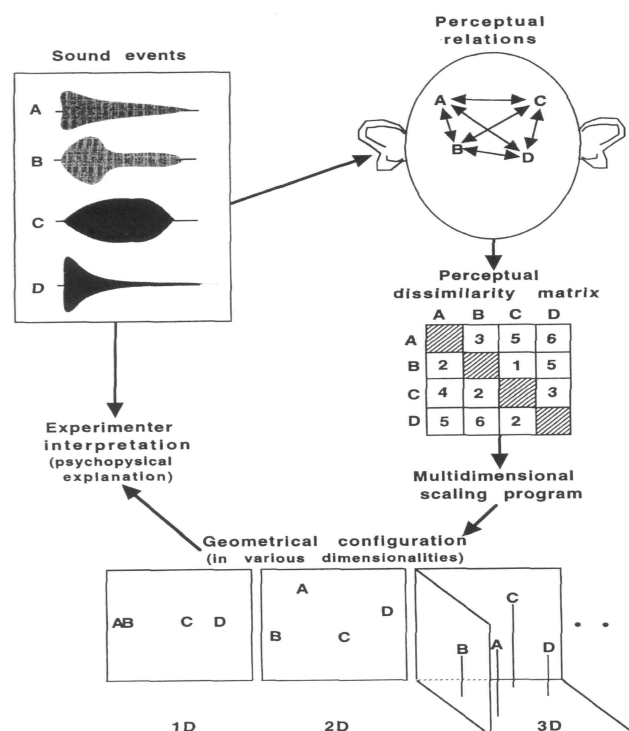 Sound events
A
B
C
D
Perceptual
relations
A C
B D
Perceptual
dissimilarity matrix
A B C D
A 3 5 6
B 2 1 5
C 4 2 3
D 5 6 2
Multidimensional
scaling program
Experimenter
interpretation
(psychopysical
explanation)
Geometrical configuration
(in various dimensionalities)
AB C D
A
D
B C
C
B A D
1D 2D 3D